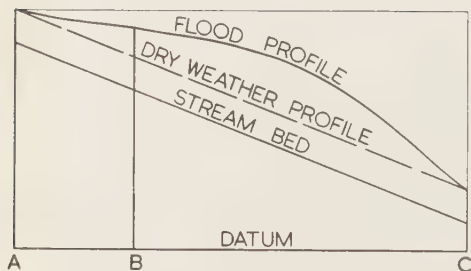 FLOOD PROFILE
DRY WEATHER PROFILE
STREAM BED
DATUM
A
B
C